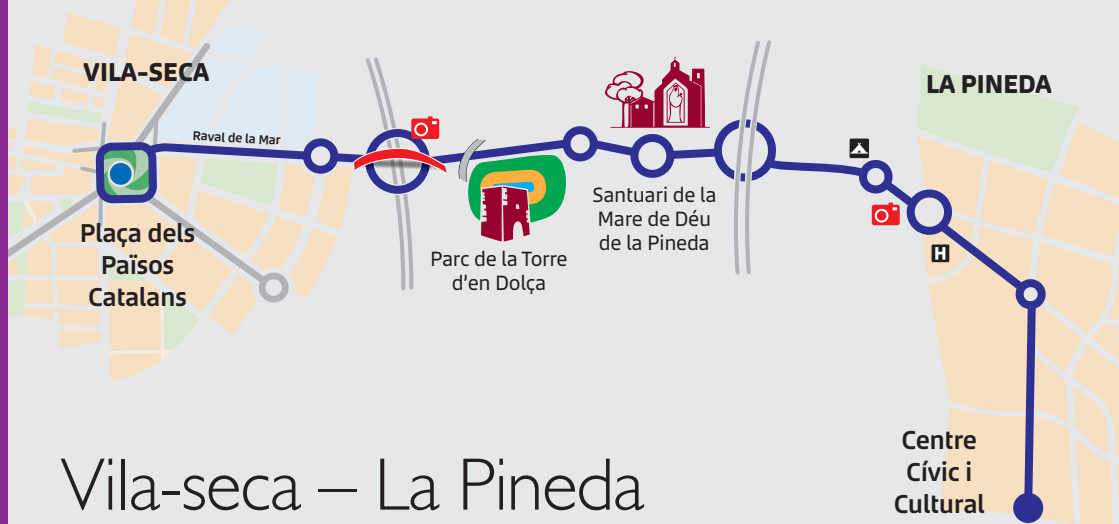 VILA-SECA
LA PINEDA
Raval de la Mar
Plaça dels
Països
Catalans
Parc de la Torre
d'en Dolça
Santuari de la
Mare de Déu
de la Pineda
H
Centre
Cívic i
Cultural
Vila-seca – La Pineda